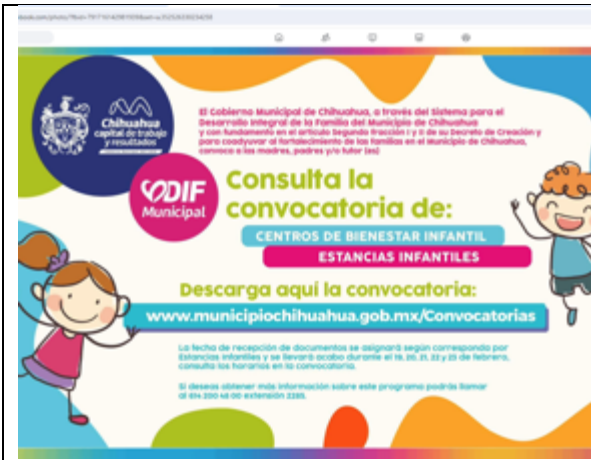 Chihuahua
capital de trabajo
y resultados
El Gobierno Municipal de Chihuahua, a través del Sistema para el
Desarrollo Integral de la Familia del Municipio de Chihuahua
y con fundamento en el artículo Segundo fracción I y II de su Decreto de Creación y
para coadyuvar al fortalecimiento de las familias en el Municipio de Chihuahua,
convoca a las madres, padres y/o tutor (es)
DIF
Municipal
Consulta la
convocatoria de:
CENTROS DE BIENESTAR INFANTIL
ESTANCIAS INFANTILES
Descarga aquí la convocatoria:
www.municipiochihuahua.gob.mx/Convocatorias
La fecha de recepción de documentos se asignará según corresponda por
Estancias Infantiles y se llevará acabo durante el 19, 20, 21, 22 y 23 de febrero,
consulta los horarios en la convocatoria.
Si deseas obtener más información sobre este programa podrás llamar
al 614 200 48 00 extensión